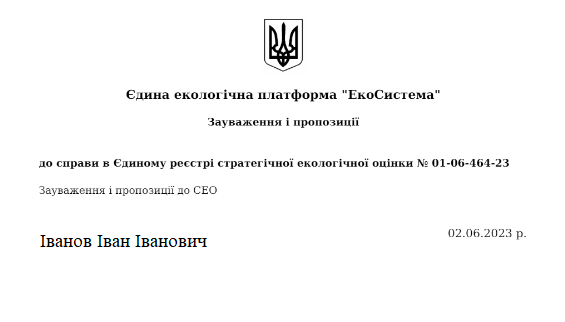 Єдина екологічна платформа "ЕкоСистема"
Зауваження і пропозиції
до справи в Єдиному реєстрі стратегічної екологічної оцінки № 01-06-464-23
Зауваження і пропозиції до СЕО
Іванов Іван Іванович
02.06.2023 р.